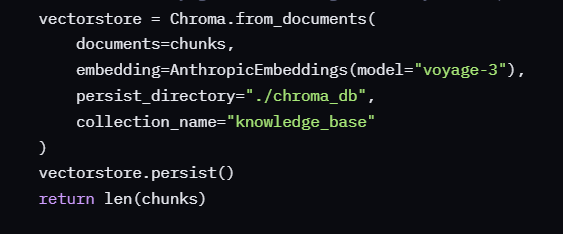 vectorstore = Chroma.from_documents(
    documents=chunks,
    embedding=AnthropicEmbeddings(model="voyage-3"),
    persist_directory="./chroma_db",
    collection_name="knowledge_base"
)
vectorstore.persist()
return len(chunks)